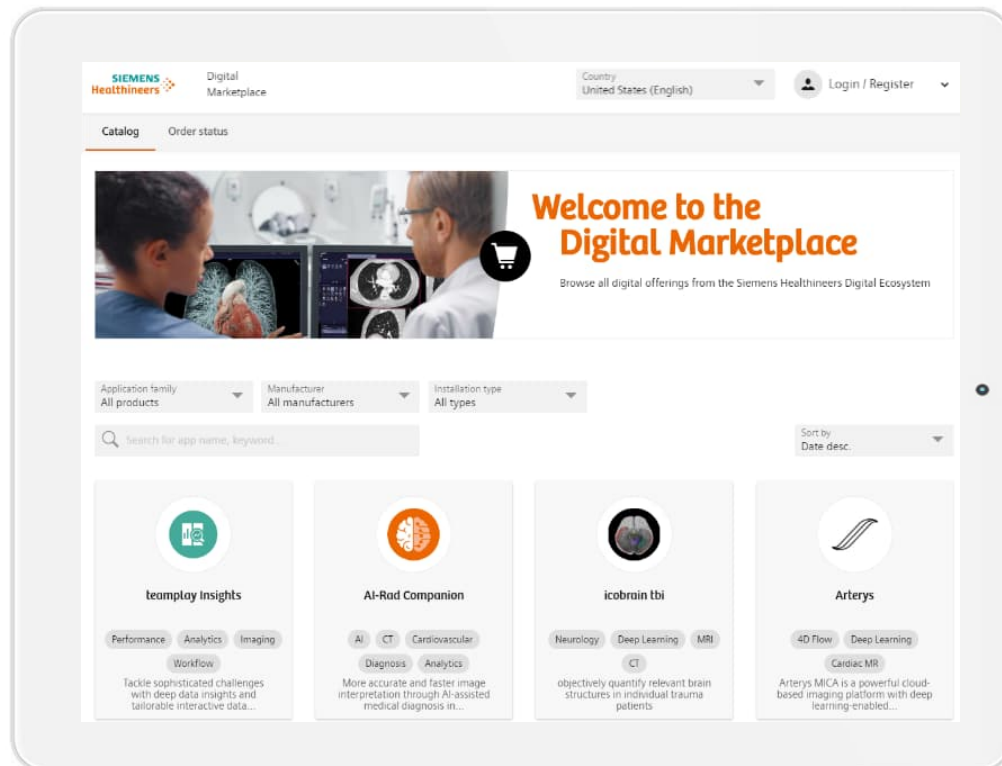 SIEMENS
Healthineers
Digital
Marketplace
Country
United States (English)
Login / Register
Catalog
Order status
Welcome to the
Digital Marketplace
Browse all digital offerings from the Siemens Healthineers Digital Ecosystem
Application family
All products
Manufacturer
All manufacturers
Installation type
All types
Search for app name, keyword...
Sort by
Date desc.
teamplay Insights
Performance Analytics Imaging
Workflow
Tackle sophisticated challenges
with deep data insights and
tailorable interactive data...
AI-Rad Companion
AI CT Cardiovascular
Diagnosis Analytics
More accurate and faster image
interpretation through AI-assisted
medical diagnosis in...
icobrain tbi
Neurology Deep Learning MRI
CT
objectively quantify relevant brain
structures in individual trauma
patients
Arterys
4D Flow Deep Learning
Cardiac MR
Arterys MICA is a powerful cloud-
based imaging platform with deep
learning-enabled...